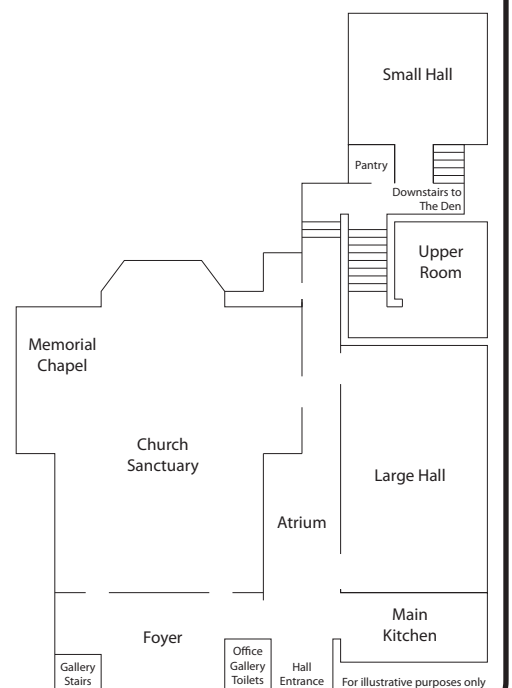 Small Hall
Pantry
Downstairs to
The Den
Upper
Room
Memorial
Chapel
Church
Sanctuary
Large Hall
Atrium
Main
Kitchen
Foyer
Office
Gallery
Toilets
Gallery
Stairs
Hall
Entrance
For illustrative purposes only